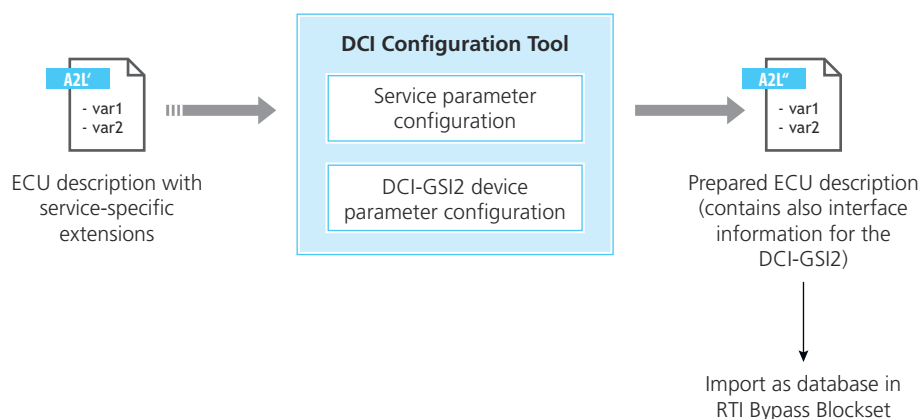 A2L'
- var1
- var2
ECU description with
service-specific
extensions
DCI Configuration Tool
Service parameter
configuration
DCI-GSI2 device
parameter configuration
A2L“
- var1
- var2
Prepared ECU description
(contains also interface
information for the
DCI-GSI2)
Import as database in
RTI Bypass Blockset